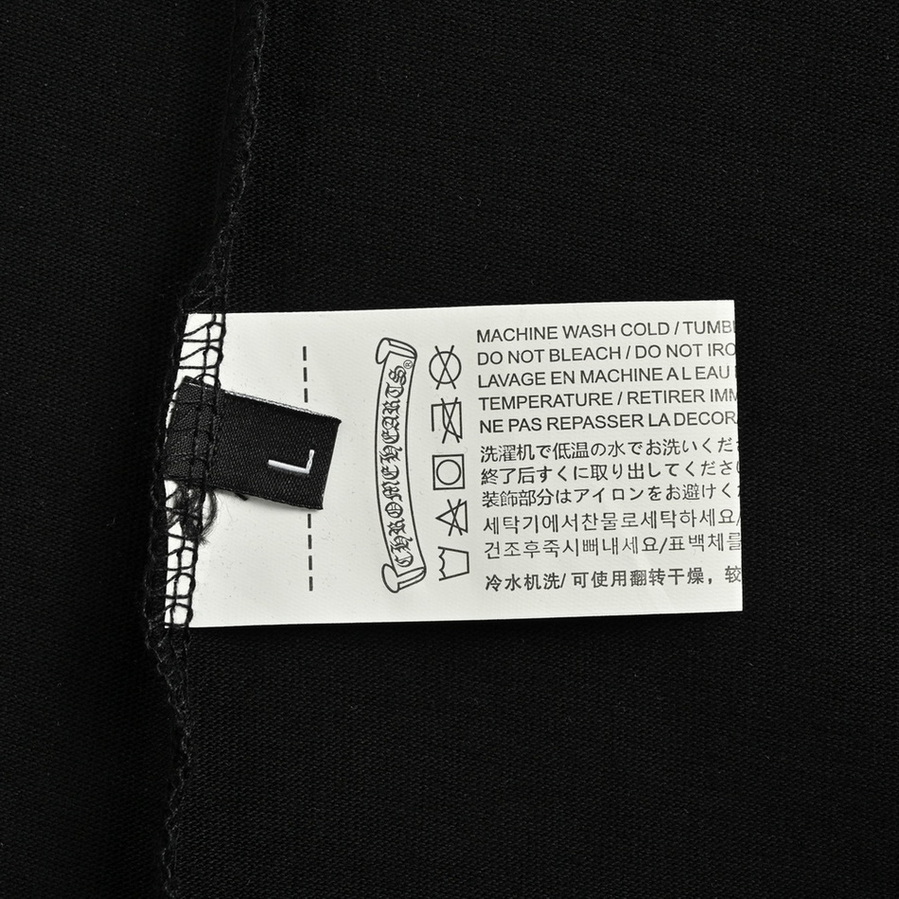 L
CHROME HEARTS®
MACHINE WASH COLD / TUMB
DO NOT BLEACH / DO NOT IRO
LAVAGE EN MACHINE A L EAU
TEMPERATURE / RETIRER IMM
NE PAS REPASSER LA DECOR
洗濯机で低温の水でお洗いくだ
終了后すぐに取り出してくださ
装飾部分はアイロンをお避けく
세탁기에서찬물로세탁하세요/
건조후죽시뻐내세요/표백체를
冷水机洗/ 可使用翻转干燥，较